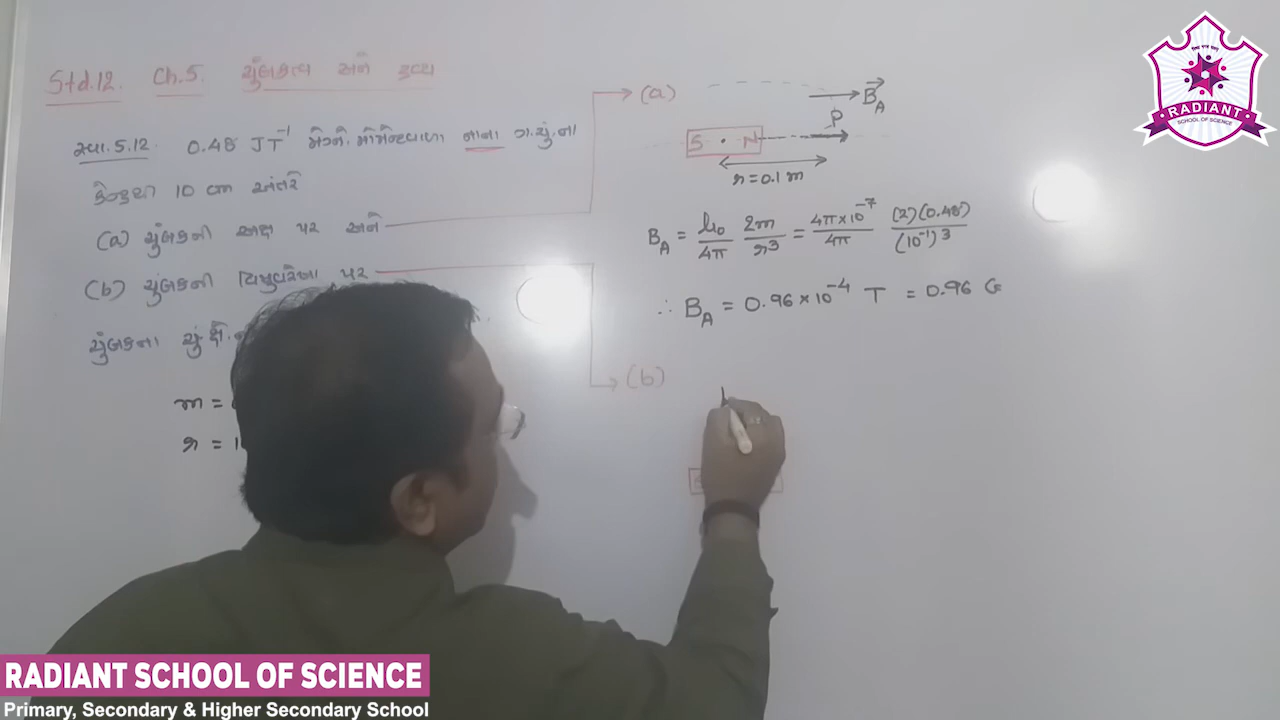 Std.12. Ch.5. ચુંબકત્વ અને દ્રવ્ય
સ્વા.5.12. 0.48 JT⁻¹ મેગ્ને. મોમેન્ટવાળા નાના ગ.ચું.ના
કેન્દ્રથી 10 cm અંતરે
(a) ચુંબકની અક્ષ પર અને
(b) ચુંબકની વિષુવરેખા પર
ચુંબકના ચું.ક્ષે.
m =
r = 1
(a)
B⃗_A
P
S N
r = 0.1 m
B_A = μ₀/4π 2m/r³ = 4π×10⁻⁷/4π (2)(0.48)/(10⁻¹)³
∴ B_A = 0.96×10⁻⁴ T = 0.96 G
(b)
RADIANT
SCHOOL OF SCIENCE
RADIANT SCHOOL OF SCIENCE
Primary, Secondary & Higher Secondary School